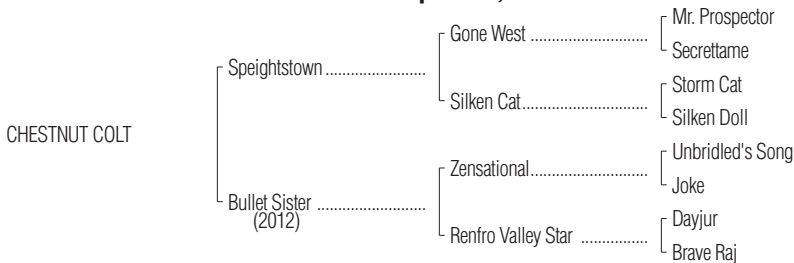 Mr. Prospector
Gone West
Secrettame
Speightstown
Storm Cat
Silken Cat
Silken Doll
CHESTNUT COLT
Unbridled's Song
Zensational
Joke
Bullet Sister
(2012)
Dayjur
Renfro Valley Star
Brave Raj